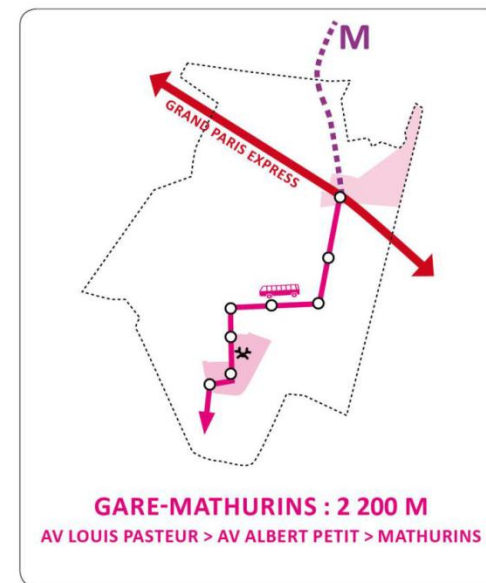 M
GRAND PARIS EXPRESS
GARE-MATHURINS : 2 200 M
AV LOUIS PASTEUR > AV ALBERT PETIT > MATHURINS